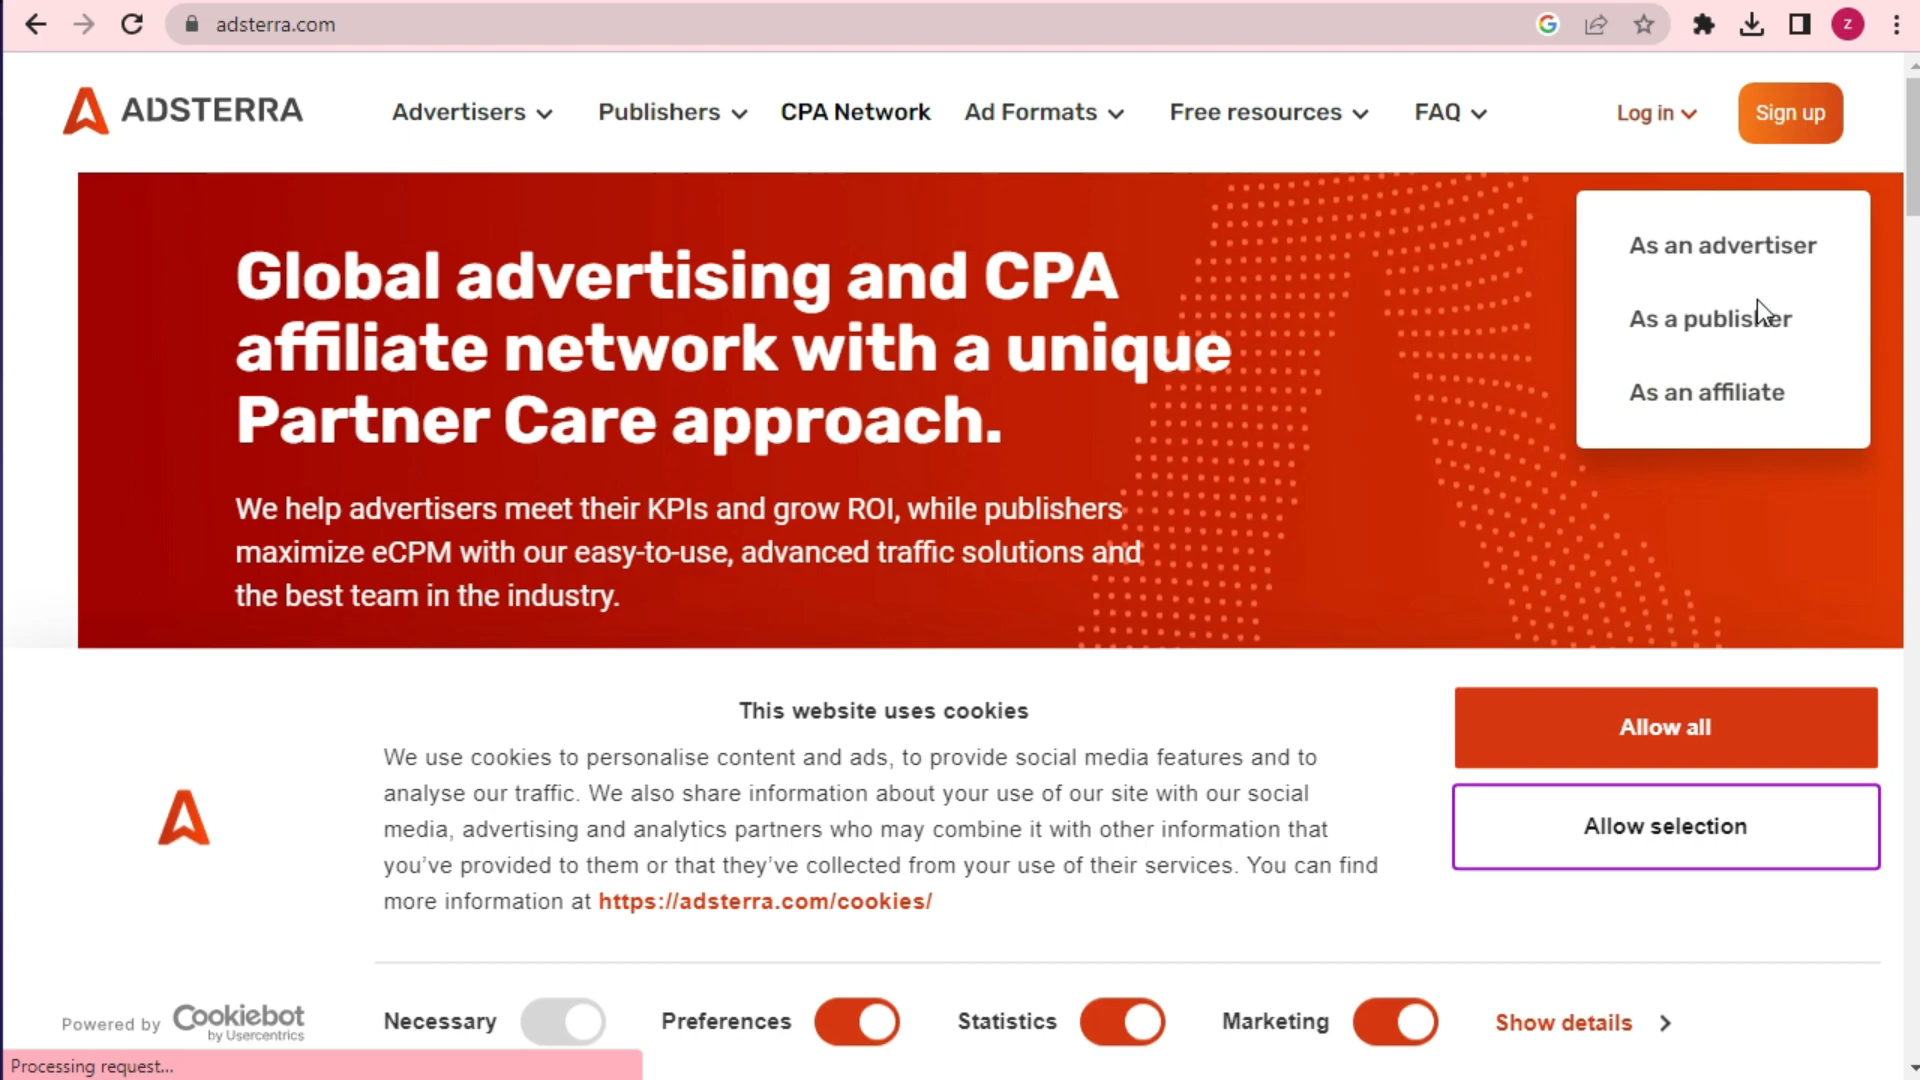 adsterra.com
z
ADSTERRA
Advertisers
Publishers
CPA Network
Ad Formats
Free resources
FAQ
Log in
Sign up
As an advertiser
As a publisher
As an affiliate
Global advertising and CPA
affiliate network with a unique
Partner Care approach.
We help advertisers meet their KPIs and grow ROI, while publishers
maximize eCPM with our easy-to-use, advanced traffic solutions and
the best team in the industry.
This website uses cookies
We use cookies to personalise content and ads, to provide social media features and to
analyse our traffic. We also share information about your use of our site with our social
media, advertising and analytics partners who may combine it with other information that
you've provided to them or that they've collected from your use of their services. You can find
more information at https://adsterra.com/cookies/
Allow all
Allow selection
Powered by Cookiebot
by Usercentrics
Necessary
Preferences
Statistics
Marketing
Show details
Processing request...